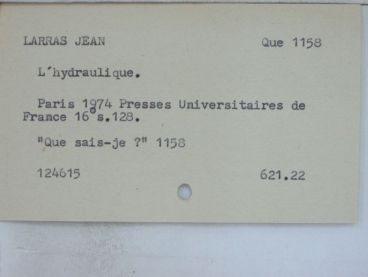 LARRAS JEAN Que 1158
L'hydraulique.
Paris 1974 Presses Universitaires de
France 16°s.128.
"Que sais-je ?" 1158
124615 621.22